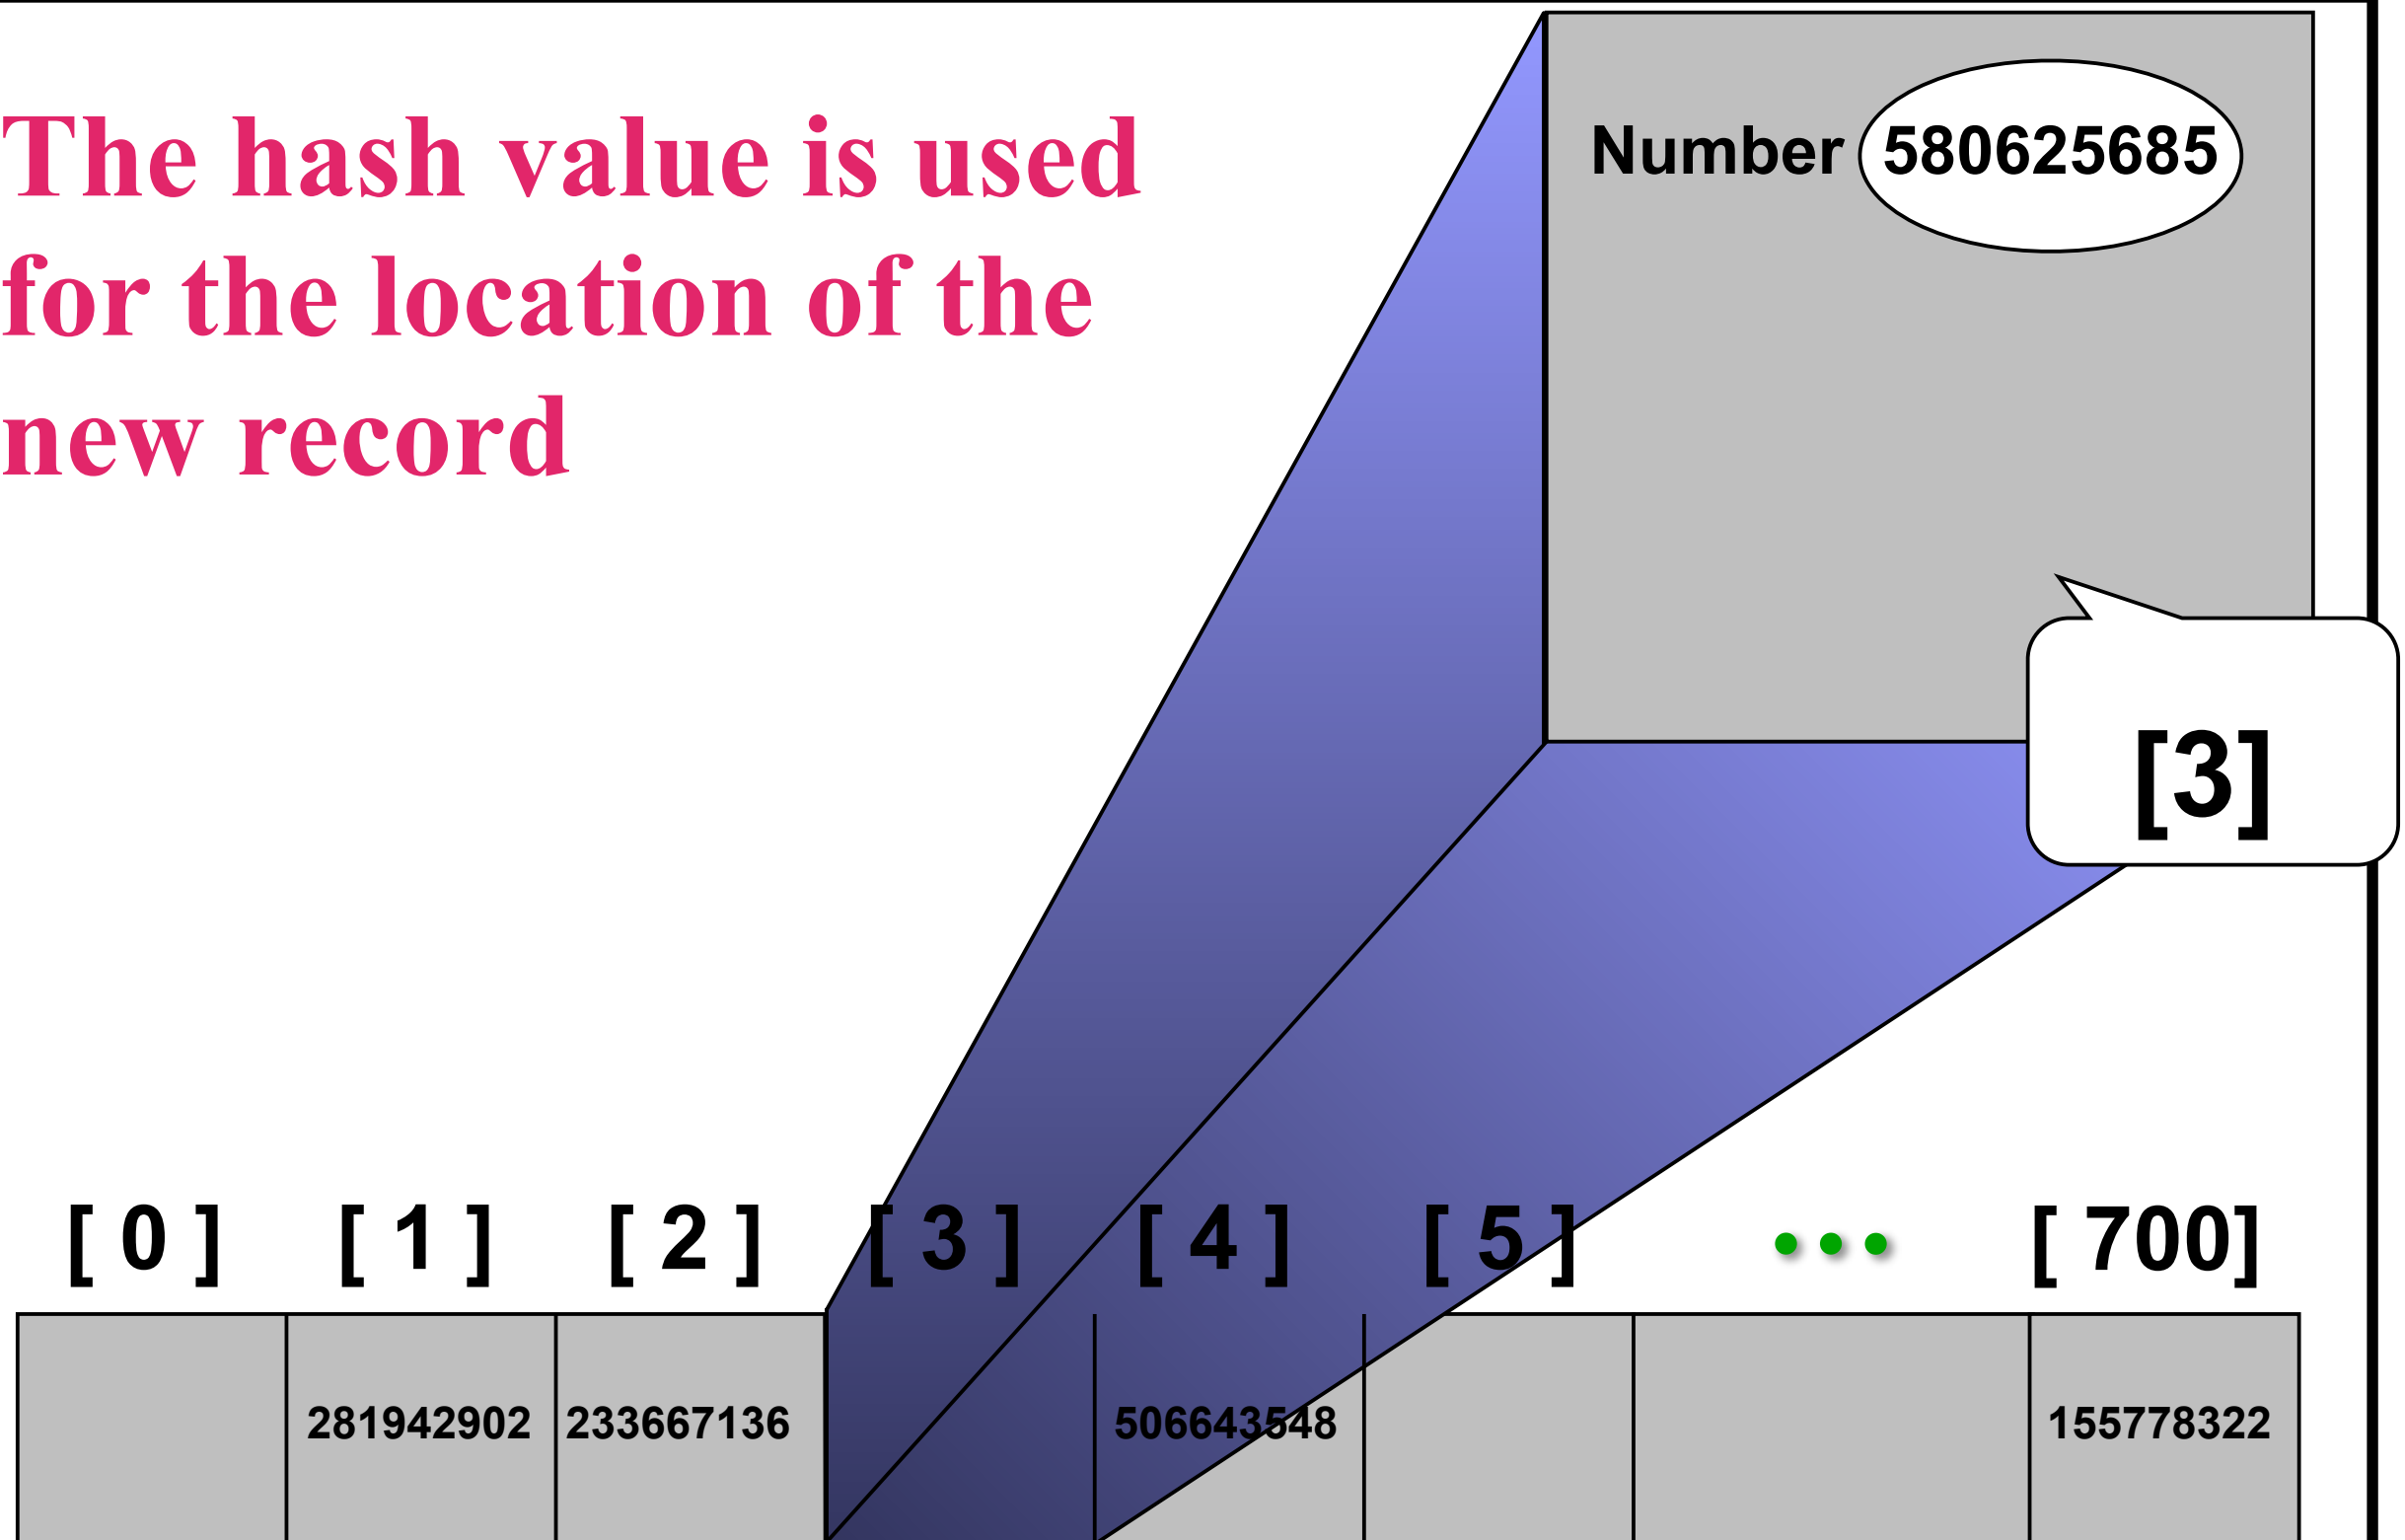 The hash value is used
for the location of the
new record
Number 580625685
[3]
[ 0 ] [ 1 ] [ 2 ] [ 3 ] [ 4 ] [ 5 ] [ 700]
281942902 233667136 506643548 155778322